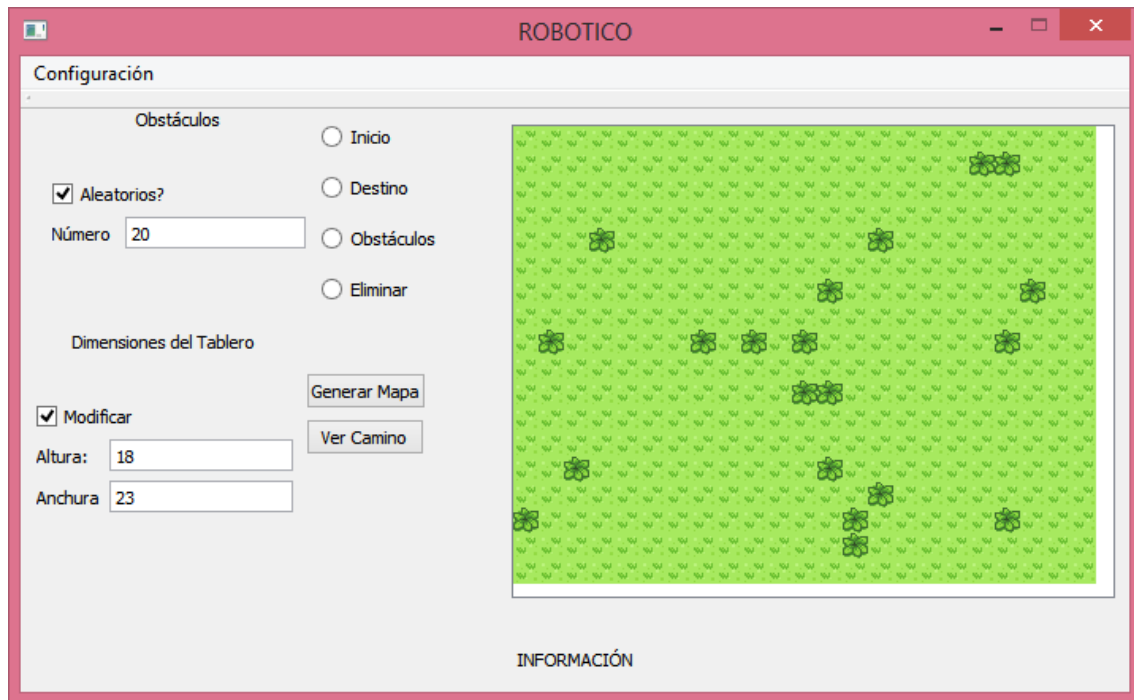 ROBOTICO
Configuración
Obstáculos
Aleatorios?
Número 20
Inicio
Destino
Obstáculos
Eliminar
Dimensiones del Tablero
Modificar
Altura: 18
Anchura 23
Generar Mapa
Ver Camino
INFORMACIÓN